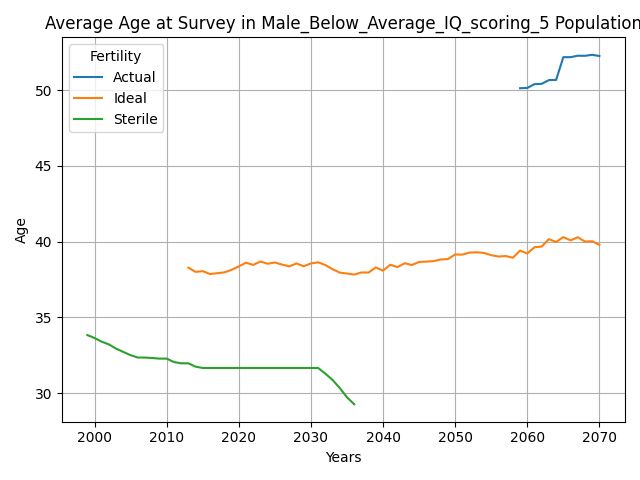 Average Age at Survey in Male_Below_Average_IQ_scoring_5 Population
Fertility
Actual
Ideal
Sterile
Age
50
45
40
35
30
2000 2010 2020 2030 2040 2050 2060 2070
Years